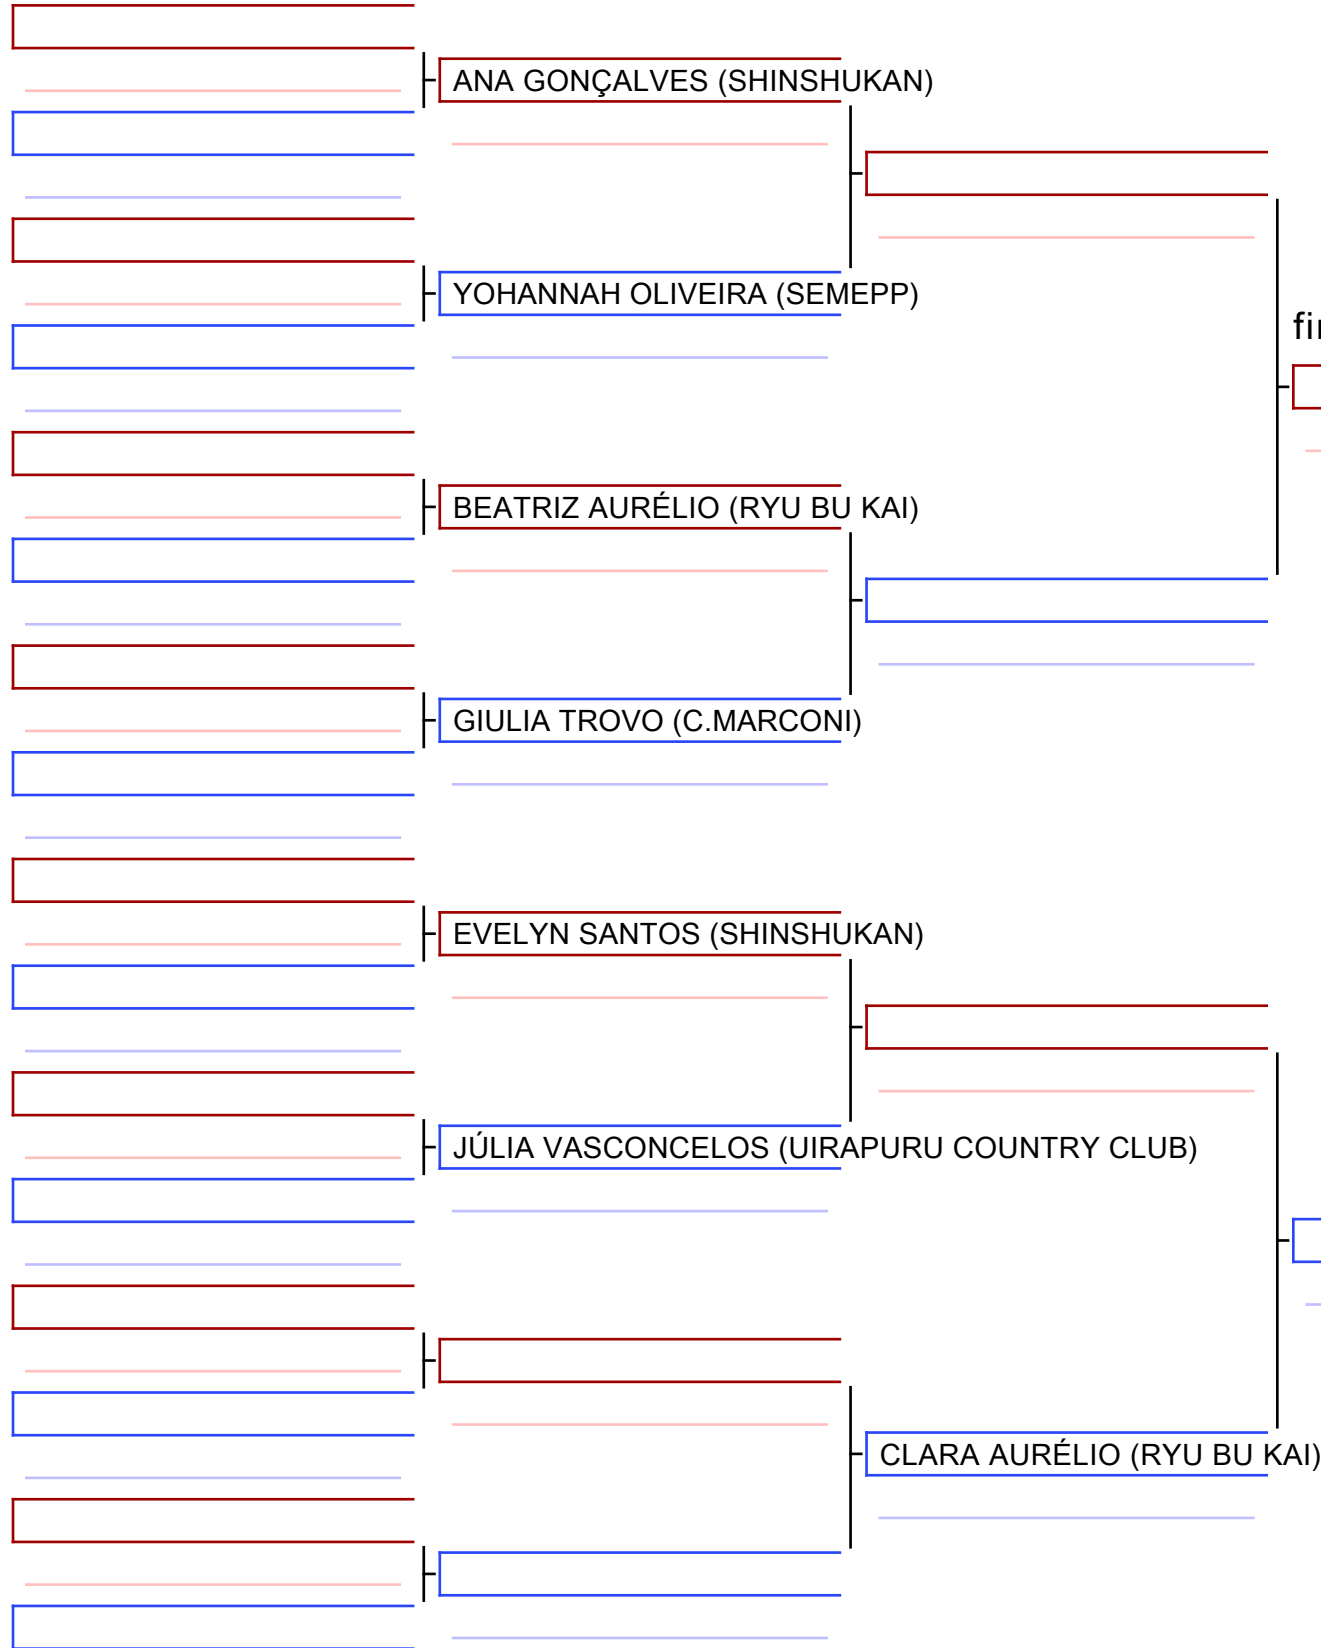 ANA GONÇALVES (SHINSHUKAN)
YOHANNAH OLIVEIRA (SEMEPP)
BEATRIZ AURÉLIO (RYU BU KAI)
GIULIA TROVO (C.MARCONI)
EVELYN SANTOS (SHINSHUKAN)
JÚLIA VASCONCELOS (UIRAPURU COUNTRY CLUB)
CLARA AURÉLIO (RYU BU KAI)